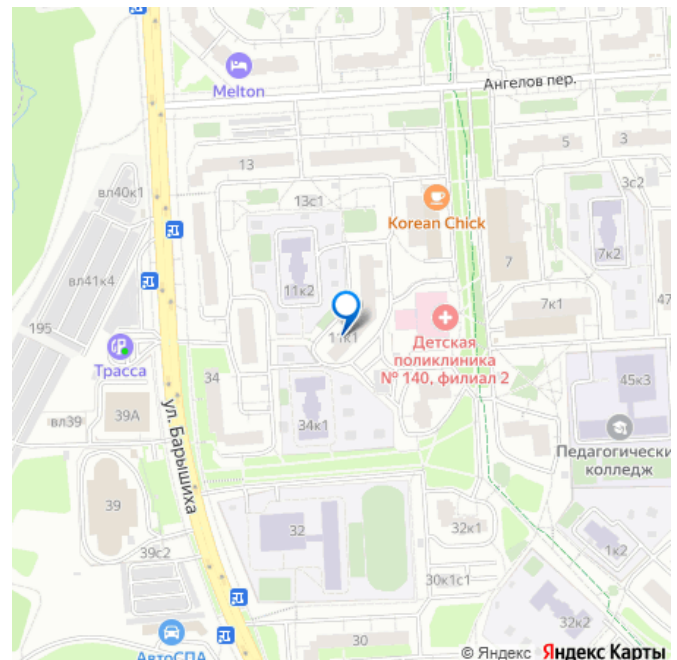 Melton
Ангелов пер.
13
5
3
вл40к1
3с2
13с1
Korean Chick
7
7к2
вл41к4
11к2
7к1
47
195
11к1
Детская
поликлиника
№ 140, филиал 2
Трасса
34
45к3
39А
вл39
34к1
ул. Барышиха
Педагогически
колледж
39
32
32к1
39с2
1к2
30к1с1
32к2
30
АвтоСПА
© Яндекс Яндекс Карты